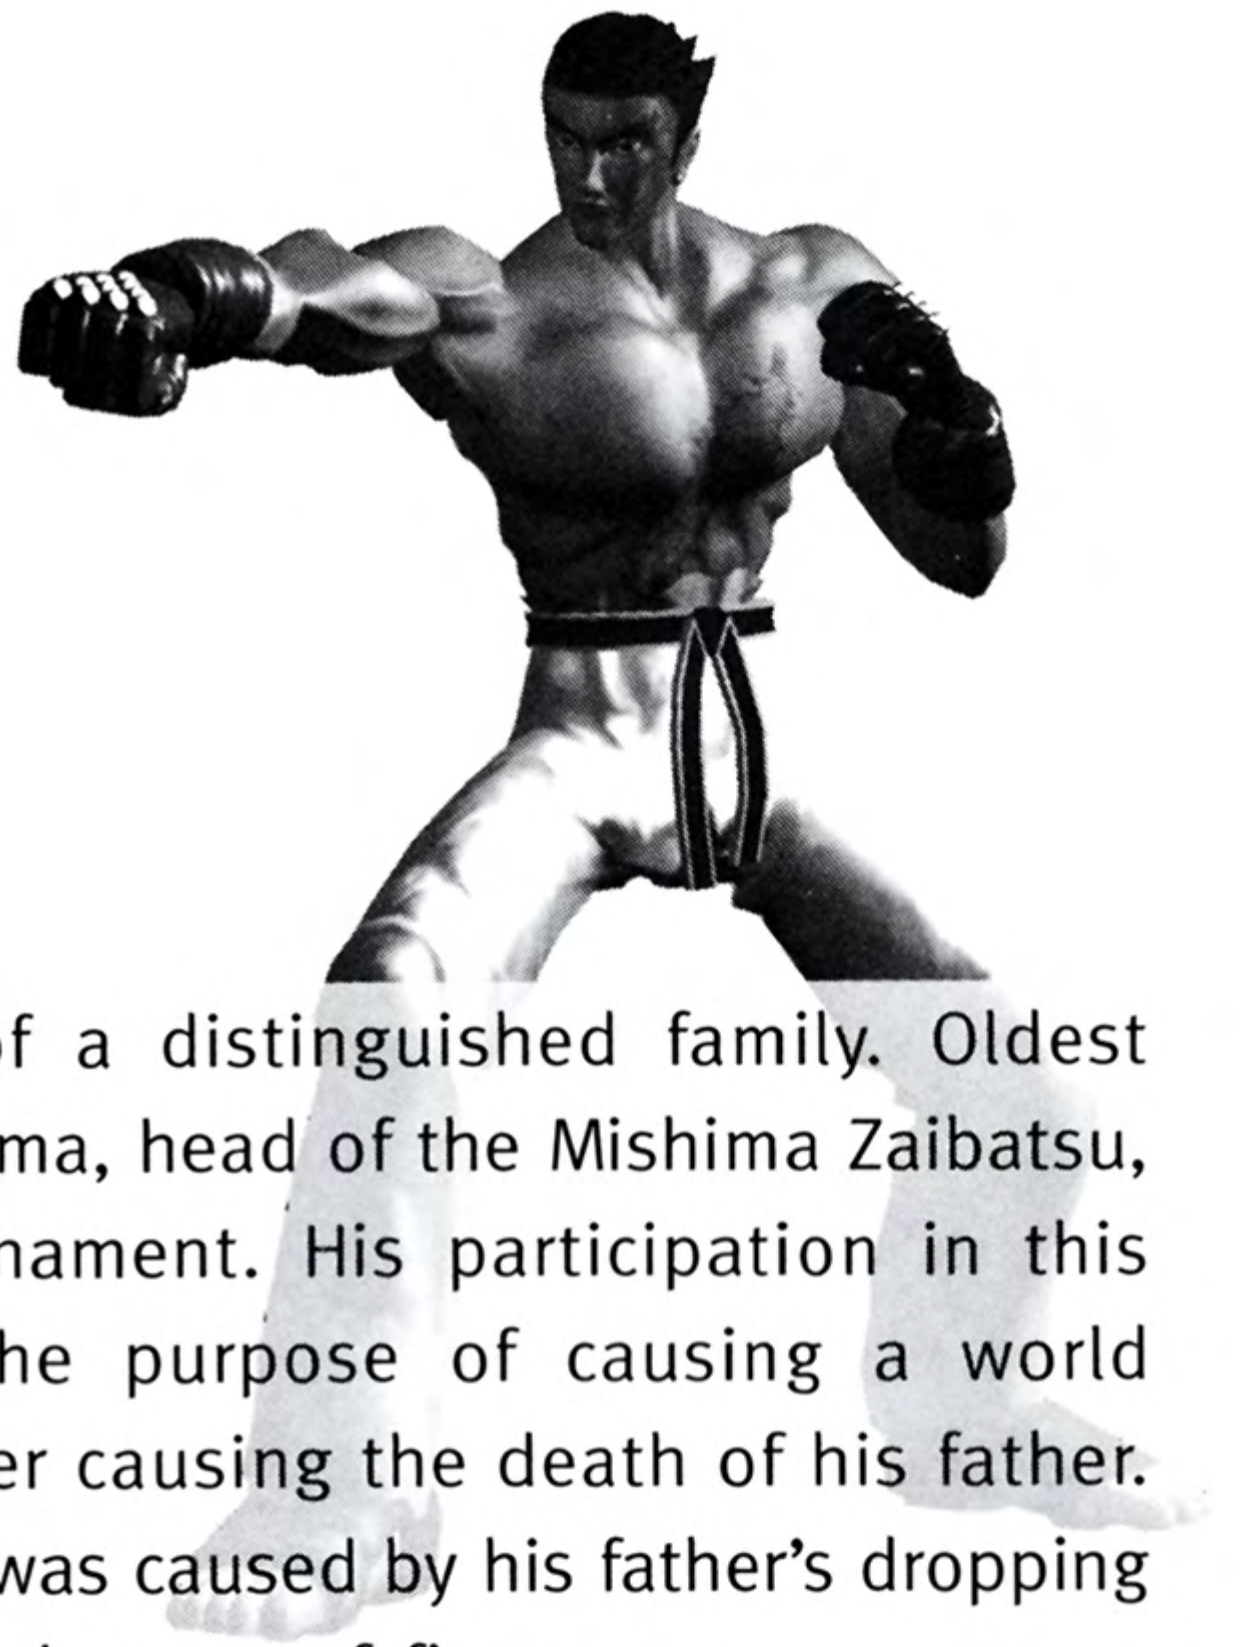 of a distinguished family. Oldest
ma, head of the Mishima Zaibatsu,
nament. His participation in this
he purpose of causing a world
er causing the death of his father.
was caused by his father’s dropping